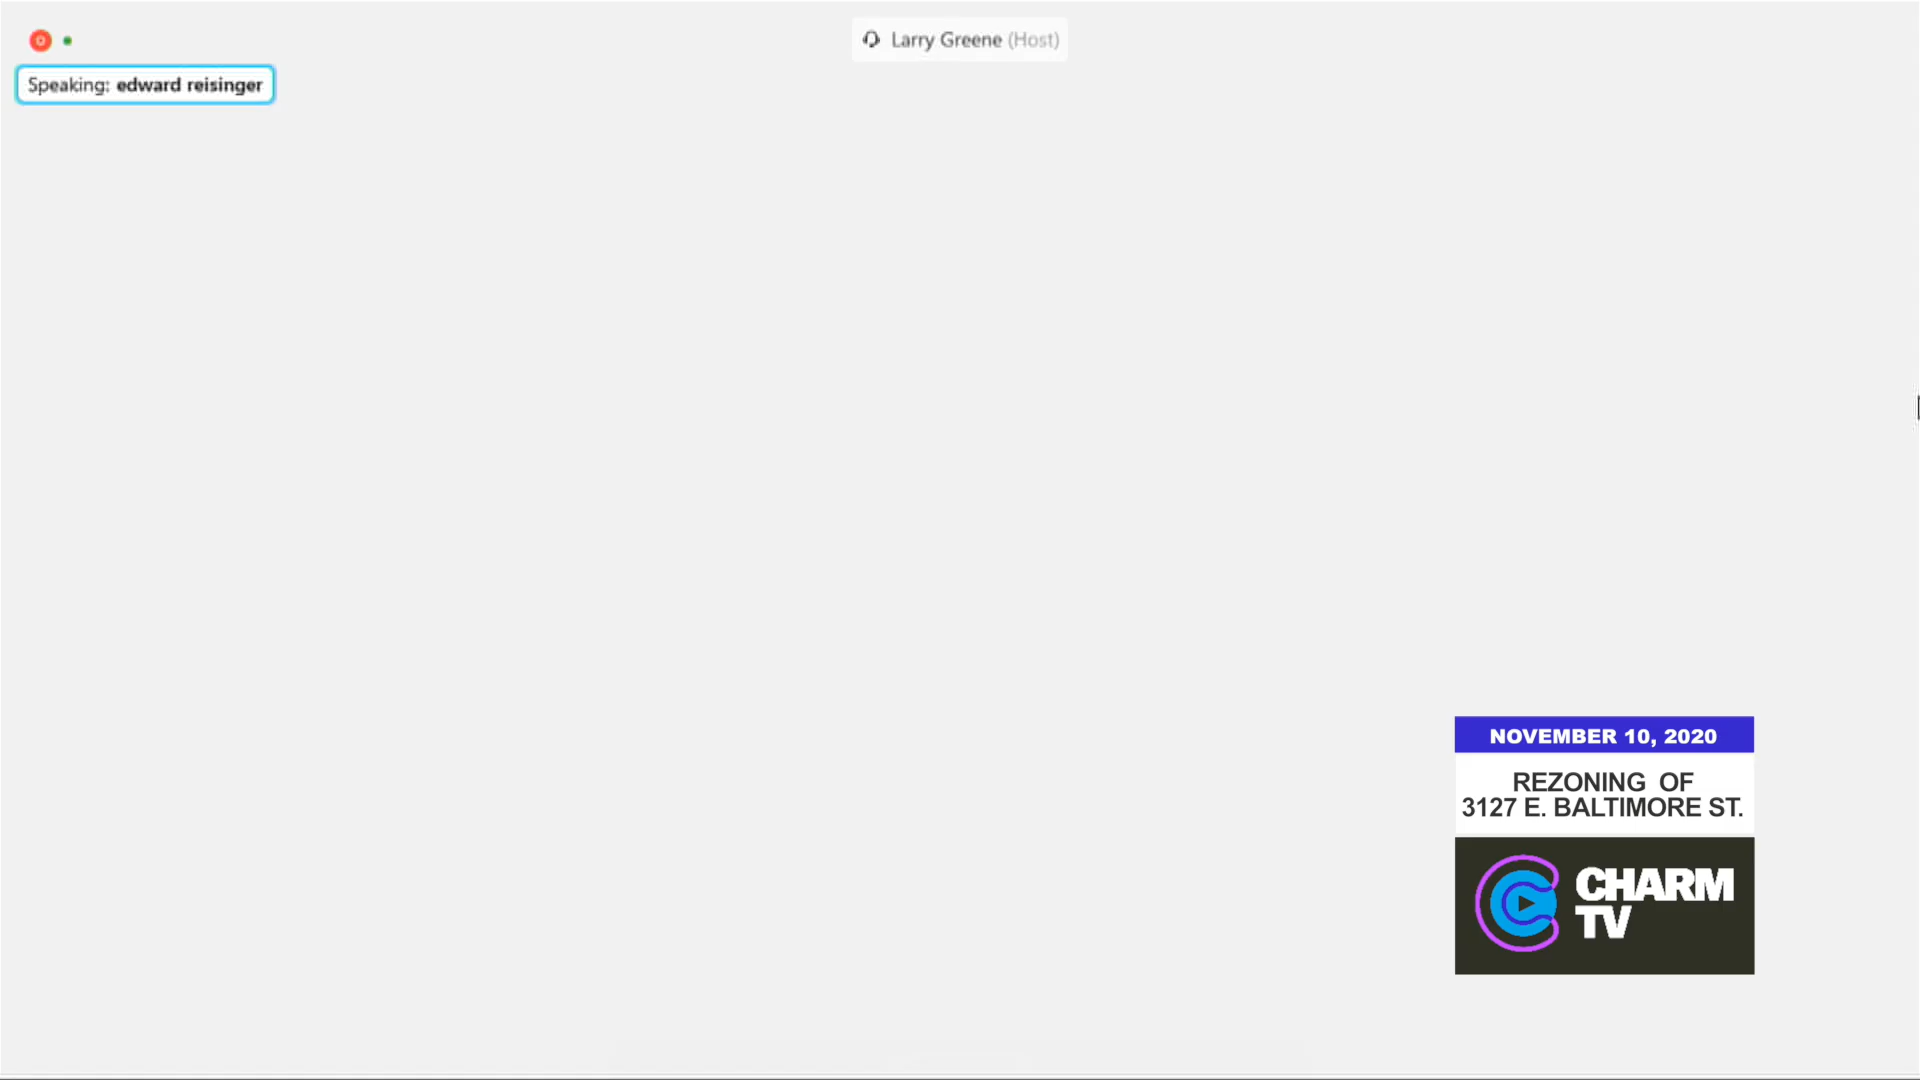 Larry Greene (Host)
Speaking: edward reisinger
NOVEMBER 10, 2020
REZONING OF
3127 E. BALTIMORE ST.
CHARM
TV